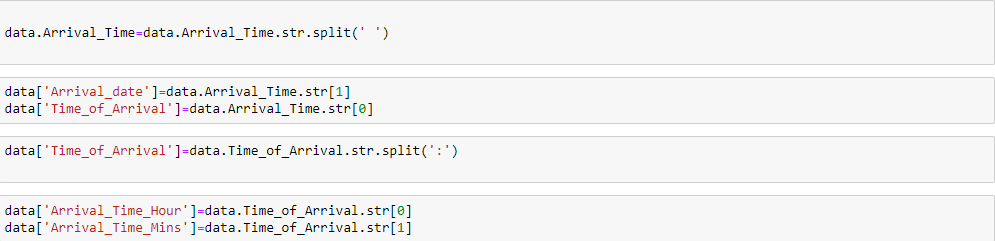 data.Arrival_Time=data.Arrival_Time.str.split(' ')
data['Arrival_date']=data.Arrival_Time.str[1]
data['Time_of_Arrival']=data.Arrival_Time.str[0]
data['Time_of_Arrival']=data.Time_of_Arrival.str.split(':')
data['Arrival_Time_Hour']=data.Time_of_Arrival.str[0]
data['Arrival_Time_Mins']=data.Time_of_Arrival.str[1]